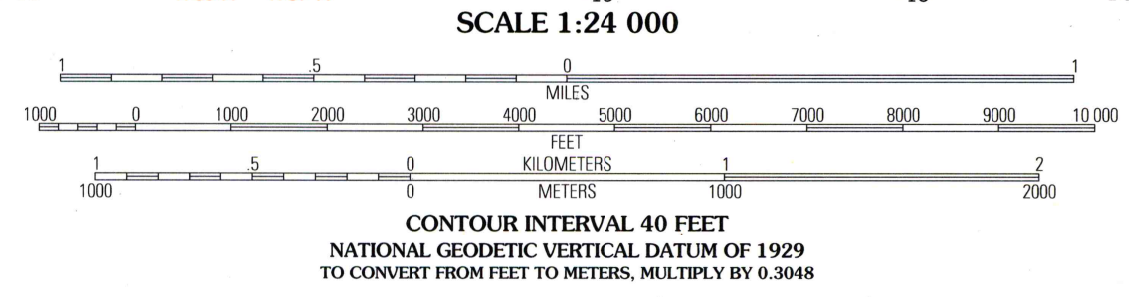 SCALE 1:24 000
1 .5 0 1
MILES
1000 0 1000 2000 3000 4000 5000 6000 7000 8000 9000 10 000
FEET
1 .5 0 KILOMETERS 1 2
1000 0 METERS 1000 2000
CONTOUR INTERVAL 40 FEET
NATIONAL GEODETIC VERTICAL DATUM OF 1929
TO CONVERT FROM FEET TO METERS, MULTIPLY BY 0.3048